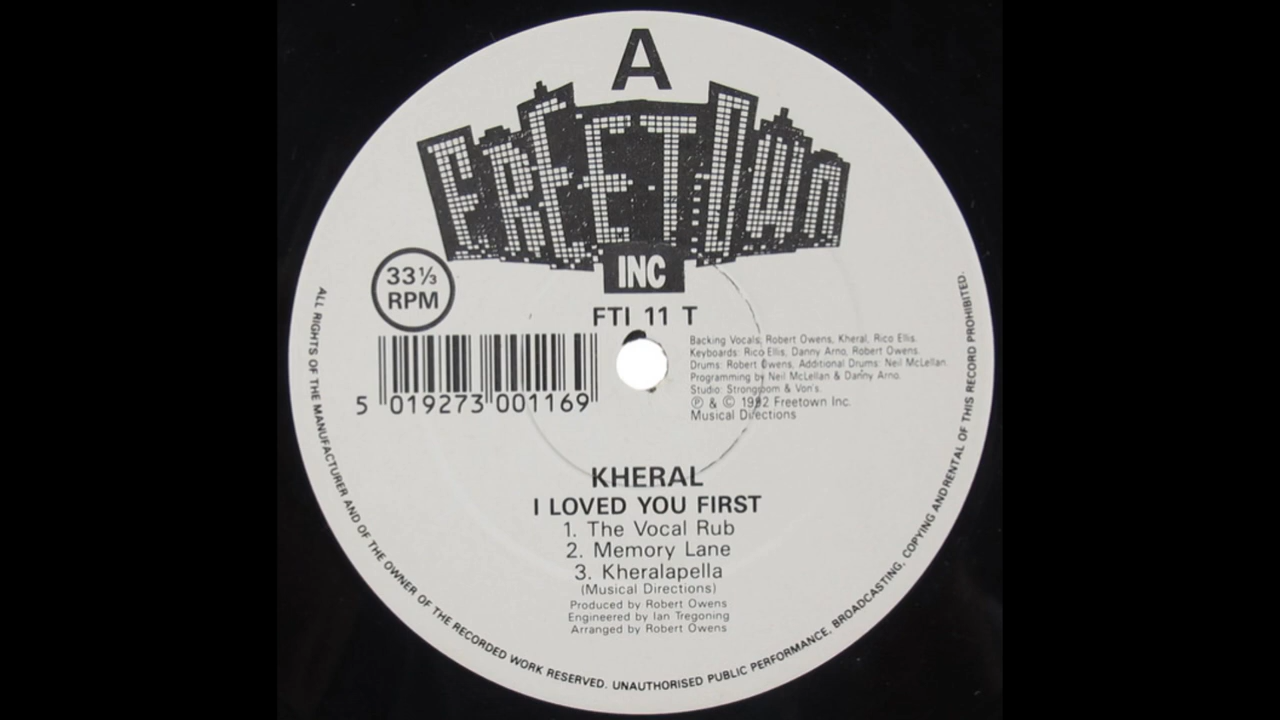 A
FREETOWN
INC
33⅓
RPM
FTI 11 T
5 019273 001169
Backing Vocals; Robert Owens, Kheral, Rico Ellis.
Keyboards: Rico Ellis, Danny Arno, Robert Owens.
Drums: Robert Owens, Additional Drums: Neil McLellan.
Programming by Neil McLellan & Danny Arno.
Studio: Strongroom & Von's.
℗ & © 1992 Freetown Inc.
Musical Directions
KHERAL
I LOVED YOU FIRST
1. The Vocal Rub
2. Memory Lane
3. Kheralapella
(Musical Directions)
Produced by Robert Owens
Engineered by Ian Tregoning
Arranged by Robert Owens
ALL RIGHTS OF THE MANUFACTURER AND OF THE OWNER OF THE RECORDED WORK RESERVED. UNAUTHORISED PUBLIC PERFORMANCE, BROADCASTING, COPYING AND RENTAL OF THIS RECORD PROHIBITED.